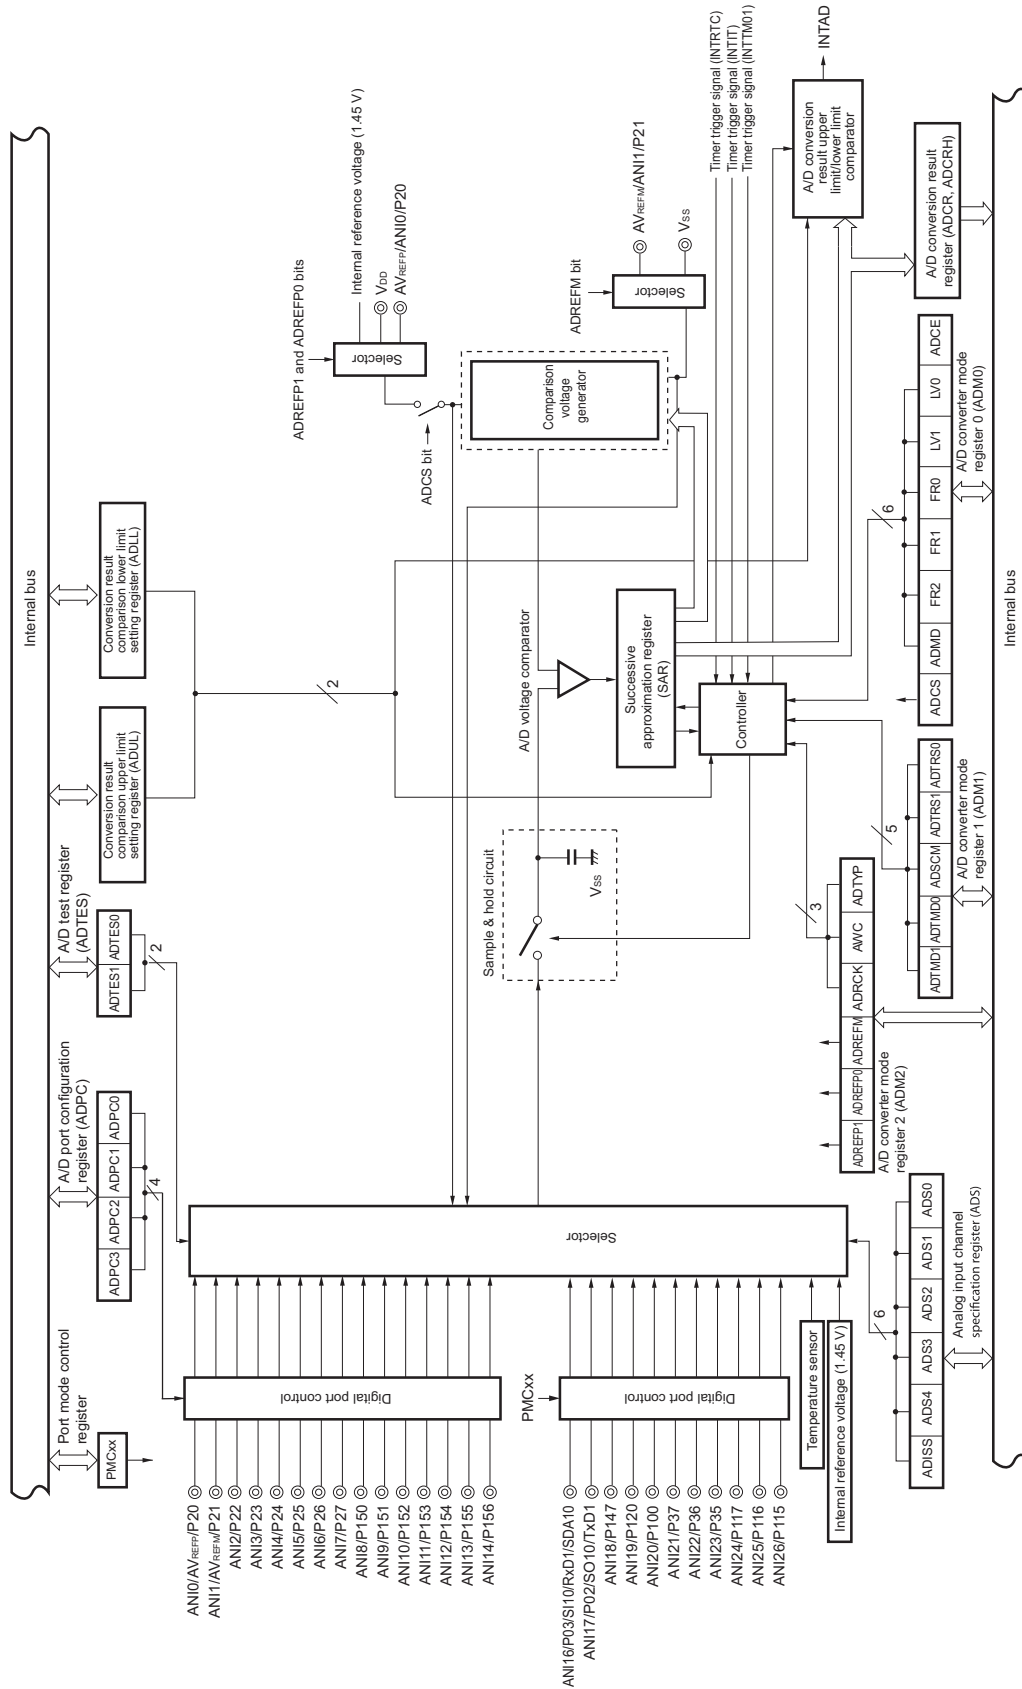 Internal bus
Port mode control
register
PMCxx
A/D port configuration
register (ADPC)
ADPC3
ADPC2
ADPC1
ADPC0
4
A/D test register
(ADTES)
ADTES1
ADTES0
2
Conversion result
comparison upper limit
setting register (ADUL)
Conversion result
comparison lower limit
setting register (ADLL)
2
ADREFP1 and ADREFP0 bits
Internal reference voltage (1.45 V)
VDD
AVREFP/ANI0/P20
Selector
ADCS bit
Comparison
voltage
generator
ADREFM bit
Selector
AVREFM/ANI1/P21
VSS
ANI0/AVREFP/P20
ANI1/AVREFM/P21
ANI2/P22
ANI3/P23
ANI4/P24
ANI5/P25
ANI6/P26
ANI7/P27
ANI8/P150
ANI9/P151
ANI10/P152
ANI11/P153
ANI12/P154
ANI13/P155
ANI14/P156
Digital port control
ANI16/P03/SI10/RxD1/SDA10
ANI17/P02/SO10/TxD1
ANI18/P147
ANI19/P120
ANI20/P100
ANI21/P37
ANI22/P36
ANI23/P35
ANI24/P117
ANI25/P116
ANI26/P115
PMCxx
Digital port control
Temperature sensor
Internal reference voltage (1.45 V)
Selector
Sample & hold circuit
VSS
A/D voltage comparator
Successive
approximation register
(SAR)
Controller
Timer trigger signal (INTRTC)
Timer trigger signal (INTIT)
Timer trigger signal (INTTM01)
A/D conversion
result upper
limit/lower limit
comparator
INTAD
A/D conversion result
register (ADCR, ADCRH)
6
ADISS
ADS4
ADS3
ADS2
ADS1
ADS0
Analog input channel
specification register (ADS)
3
ADREFP1
ADREFP0
ADREFM
ADRCK
AWC
ADTYP
A/D converter mode
register 2 (ADM2)
5
ADTMD1
ADTMD0
ADSCM
ADTRS1
ADTRS0
A/D converter mode
register 1 (ADM1)
6
ADCS
ADMD
FR2
FR1
FR0
LV1
LV0
ADCE
A/D converter mode
register 0 (ADM0)
Internal bus